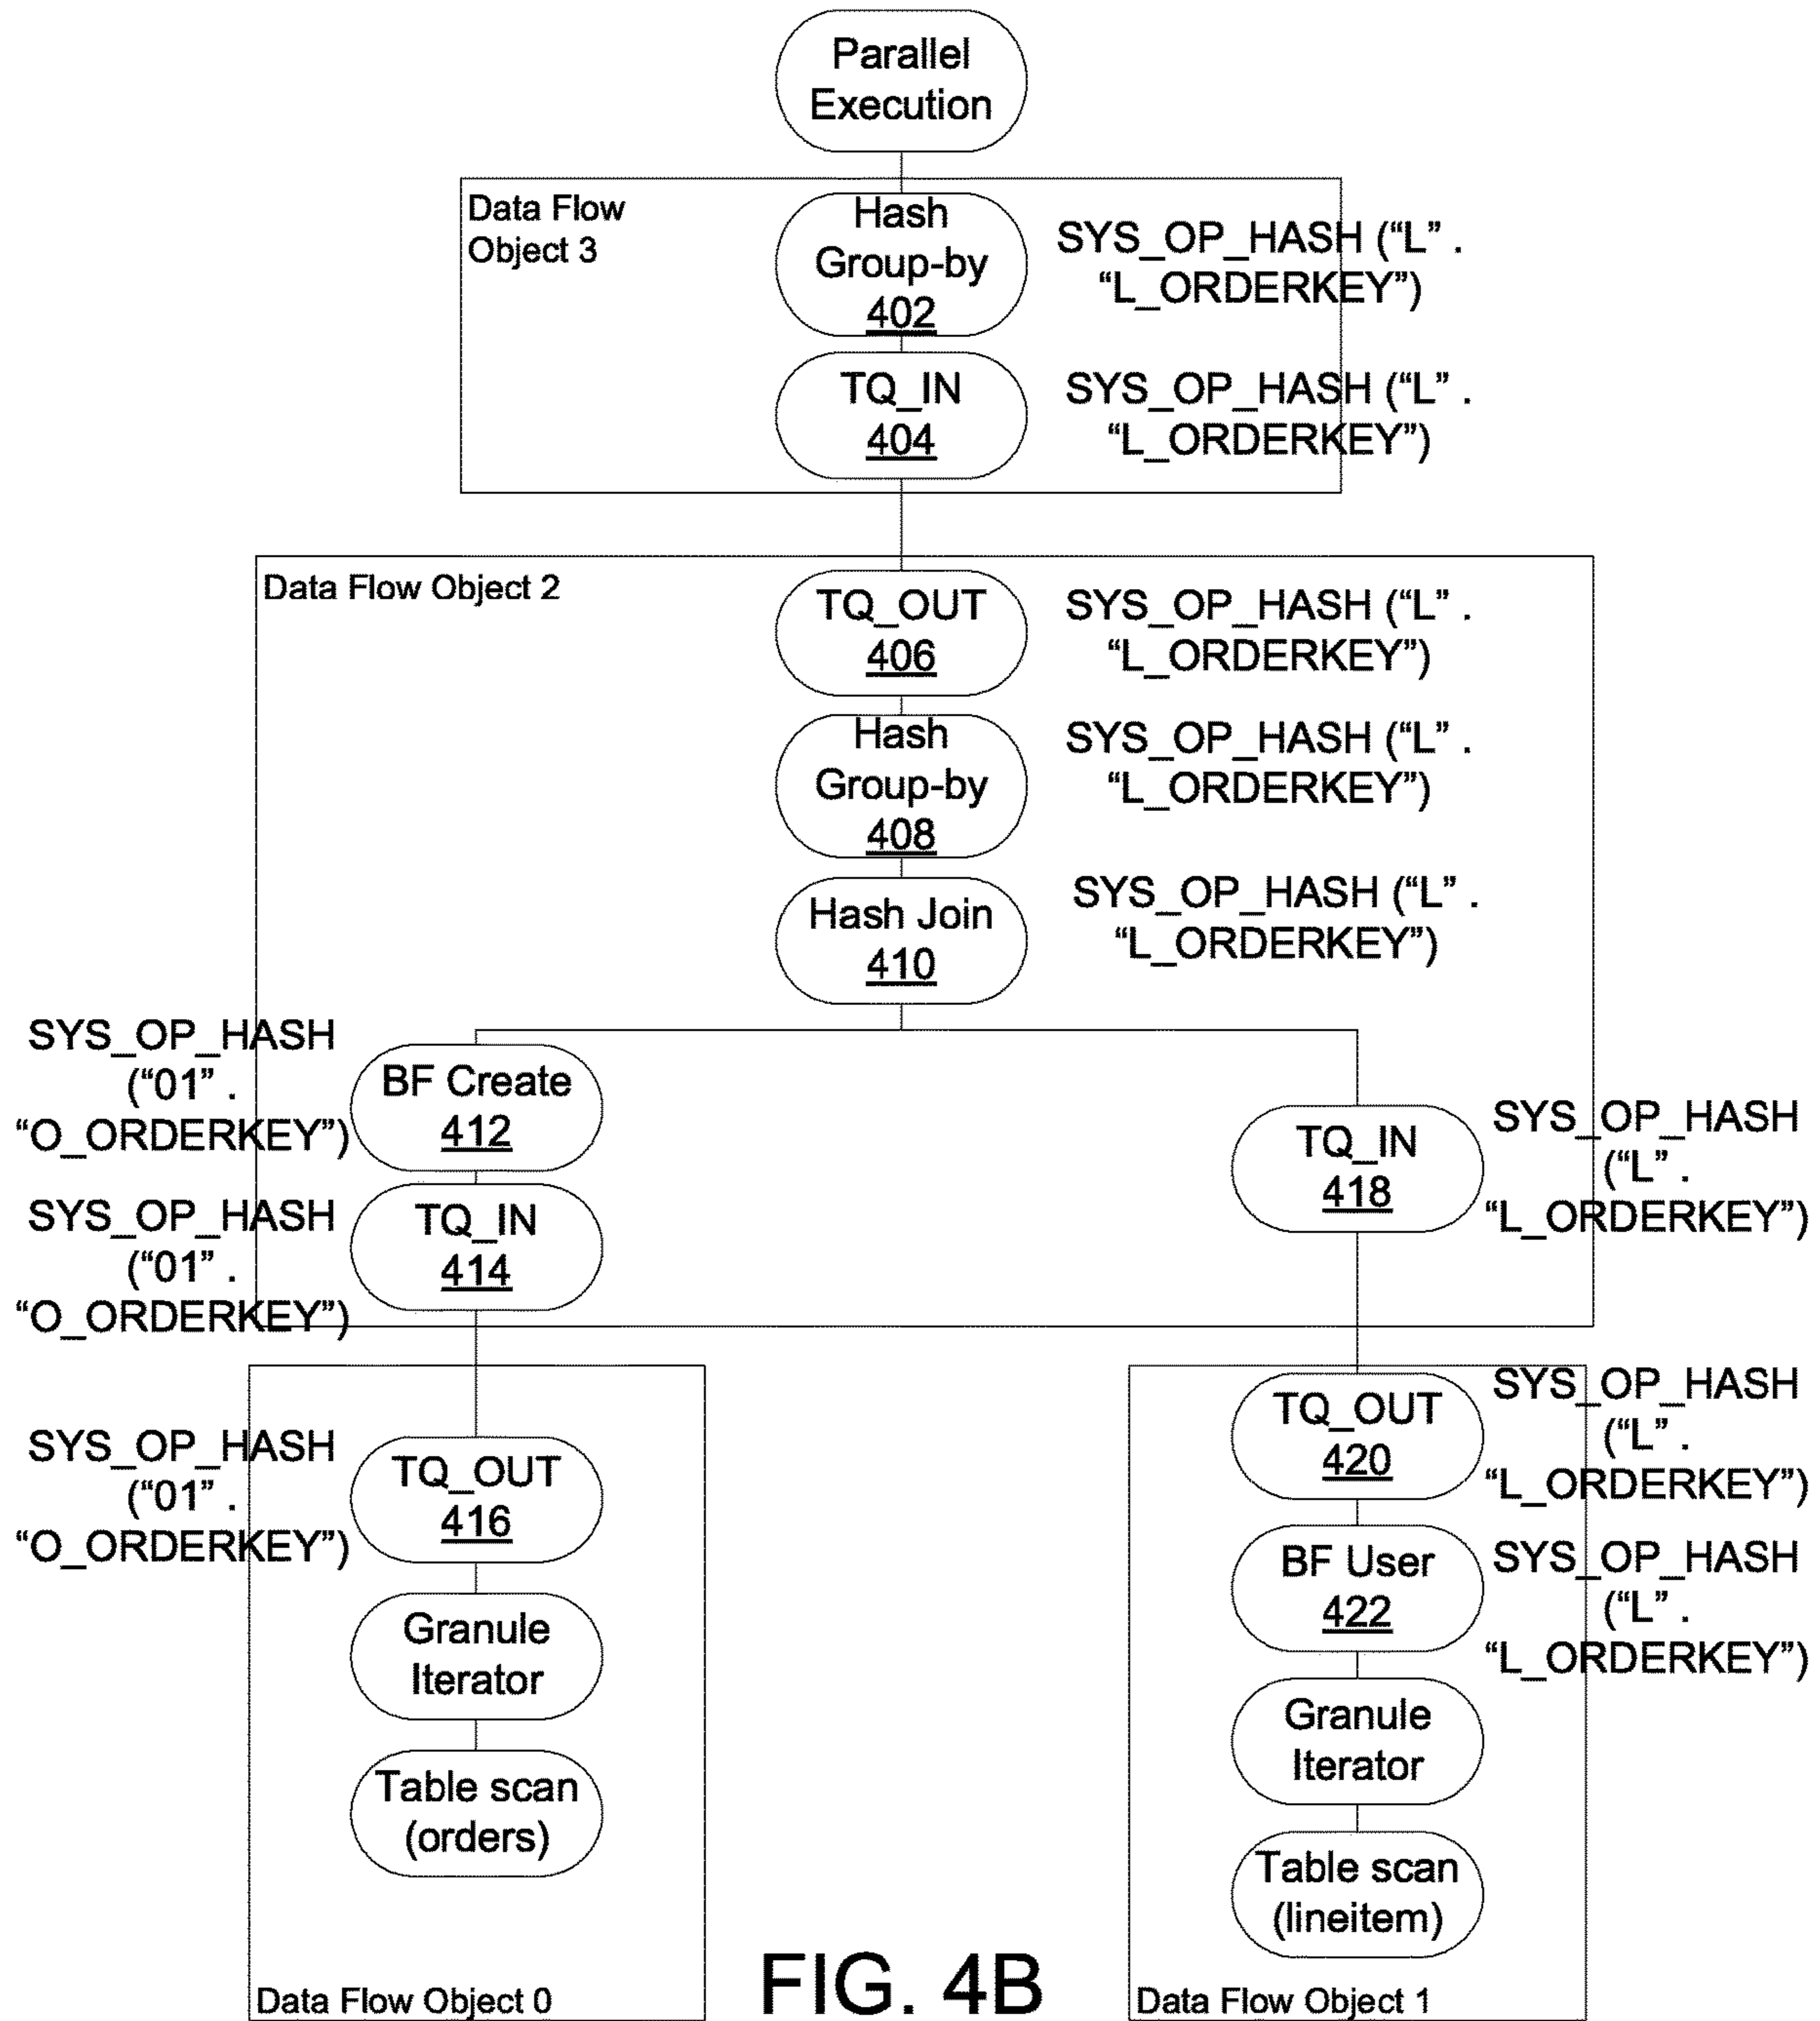 Parallel
Execution
Data Flow
Object 3
Hash
Group-by
402
SYS_OP_HASH (“L” .
“L_ORDERKEY”)
TQ_IN
404
SYS_OP_HASH (“L” .
“L_ORDERKEY”)
Data Flow Object 2
TQ_OUT
406
SYS_OP_HASH (“L” .
“L_ORDERKEY”)
Hash
Group-by
408
SYS_OP_HASH (“L” .
“L_ORDERKEY”)
Hash Join
410
SYS_OP_HASH (“L” .
“L_ORDERKEY”)
SYS_OP_HASH
(“01” .
“O_ORDERKEY”)
BF Create
412
SYS_OP_HASH
(“01” .
“O_ORDERKEY”)
TQ_IN
414
TQ_IN
418
SYS_OP_HASH
(“L” .
“L_ORDERKEY”)
SYS_OP_HASH
(“01” .
“O_ORDERKEY”)
TQ_OUT
416
Granule
Iterator
Table scan
(orders)
Data Flow Object 0
TQ_OUT
420
SYS_OP_HASH
(“L” .
“L_ORDERKEY”)
BF User
422
SYS_OP_HASH
(“L” .
“L_ORDERKEY”)
Granule
Iterator
Table scan
(lineitem)
Data Flow Object 1
FIG. 4B